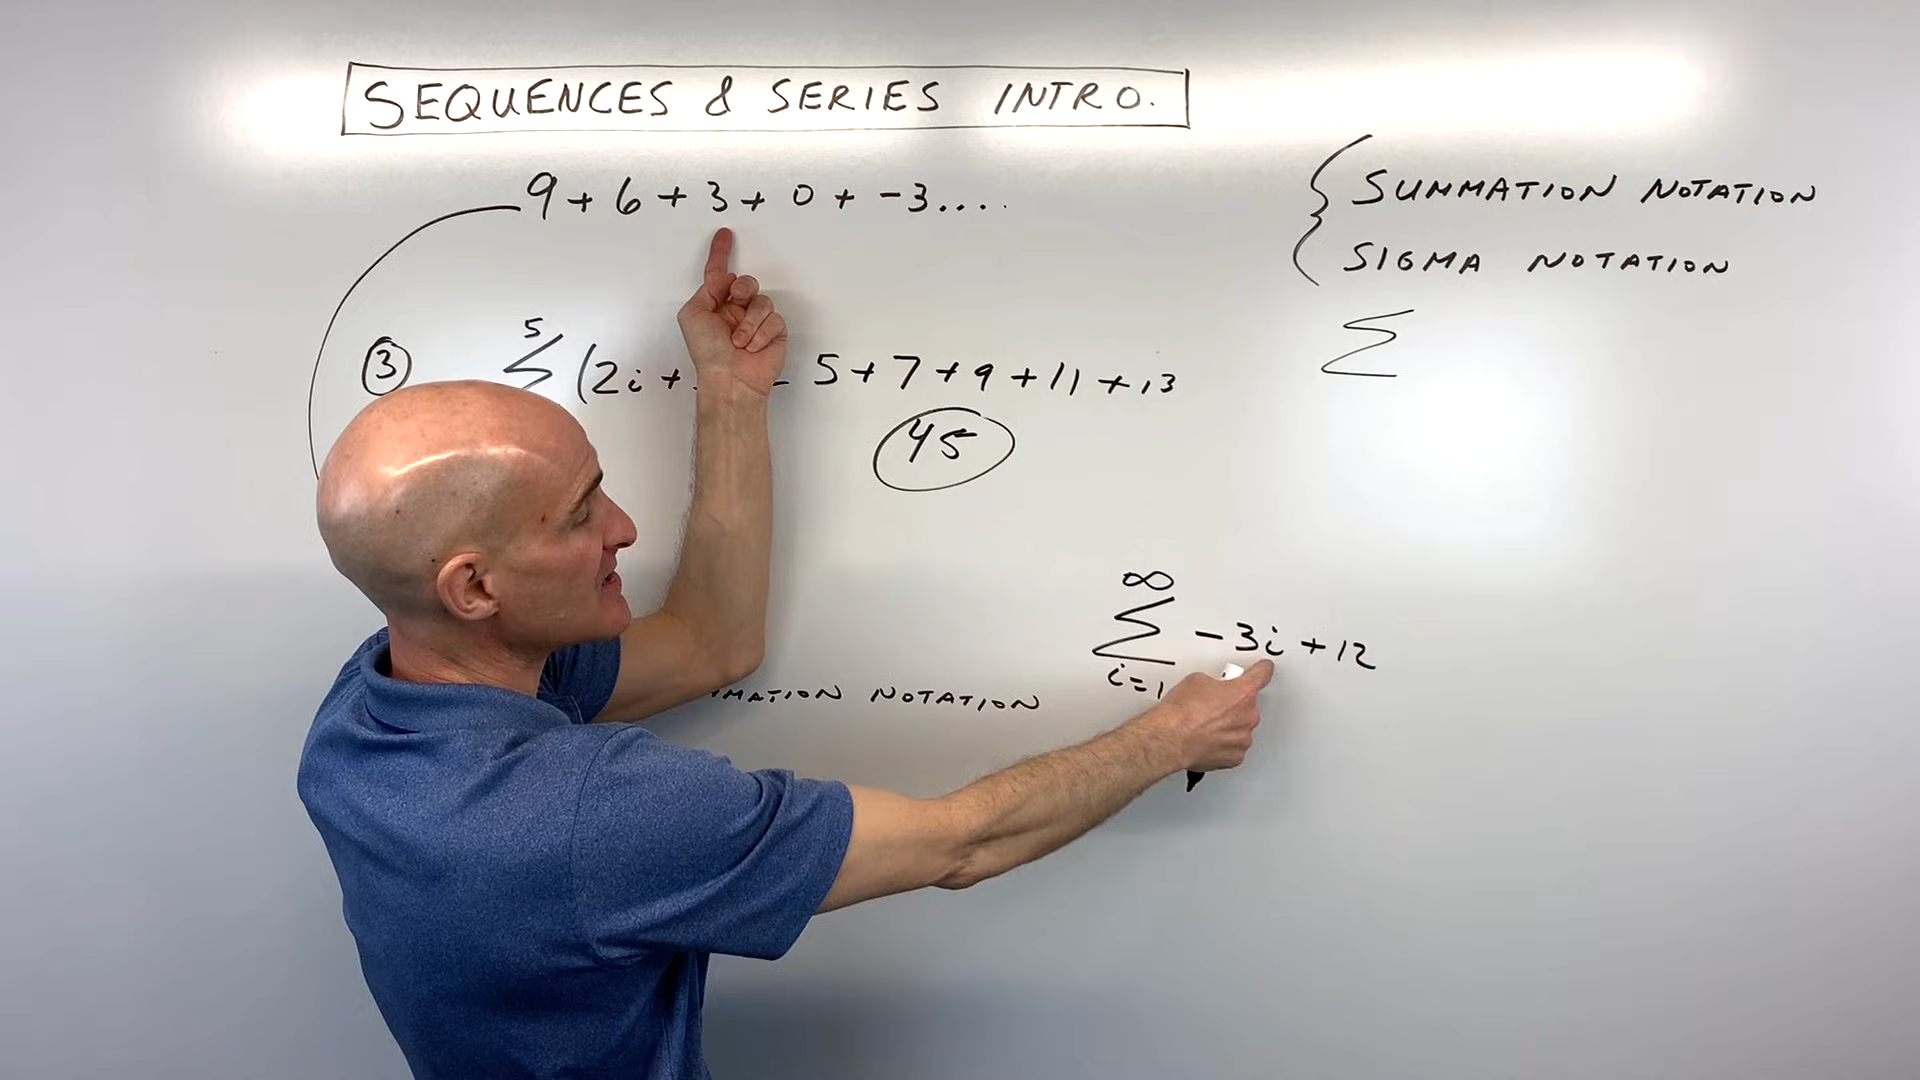 SEQUENCES & SERIES INTRO.
9 + 6 + 3 + 0 + -3....
{ SUMMATION NOTATION
SIGMA NOTATION
Σ
③ 5 Σ (2i + 5 + 7 + 9 + 11 + 13
45
∞
Σ -3i + 12
i=1
MATION NOTATION